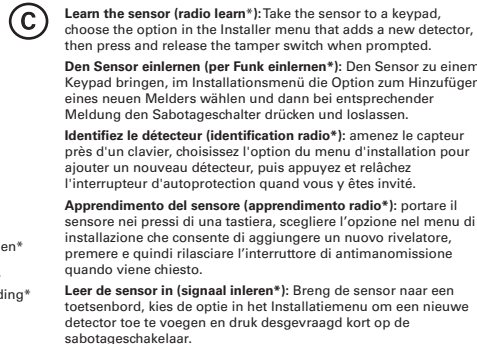 C
Learn the sensor (radio learn*): Take the sensor to a keypad,
choose the option in the Installer menu that adds a new detector,
then press and release the tamper switch when prompted.
Den Sensor einlernen (per Funk einlernen*): Den Sensor zu einem
Keypad bringen, im Installationsmenü die Option zum Hinzufügen
eines neuen Melders wählen und dann bei entsprechender
Meldung den Sabotageschalter drücken und loslassen.
Identifiez le détecteur (identification radio*): amenez le capteur
près d'un clavier, choisissez l'option du menu d'installation pour
ajouter un nouveau détecteur, puis appuyez et relâchez
l'interrupteur d'autoprotection quand vous y êtes invité.
Apprendimento del sensore (apprendimento radio*): portare il
sensore nei pressi di una tastiera, scegliere l'opzione nel menu di
installazione che consente di aggiungere un nuovo rivelatore,
premere e quindi rilasciare l'interruttore di antimanomissione
quando viene chiesto.
Leer de sensor in (signaal inleren*): Breng de sensor naar een
toetsenbord, kies de optie in het Installatiemenu om een nieuwe
detector toe te voegen en druk desgevraagd kort op de
sabotageschakelaar.
en*
ding*